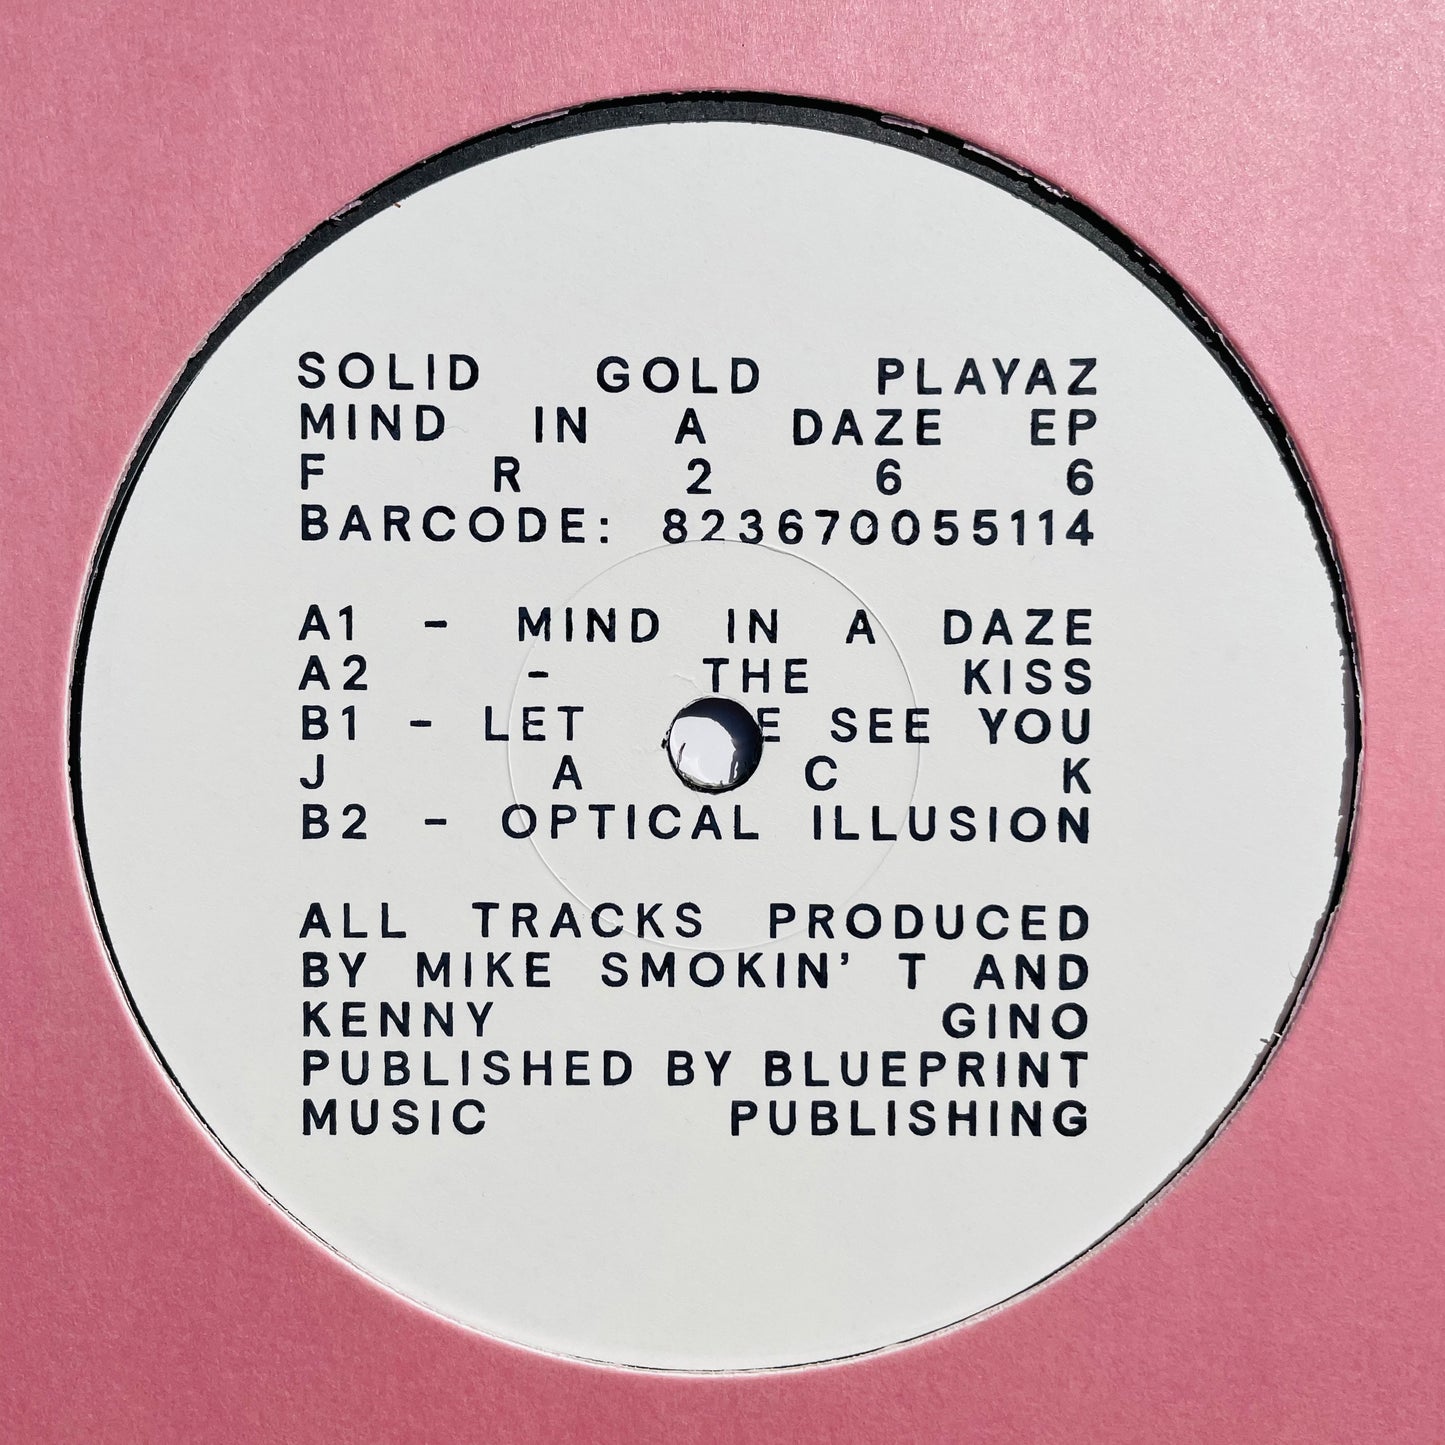 SOLID GOLD PLAYAZ
MIND IN A DAZE EP
F R 2 6 6
BARCODE: 823670055114
A1 - MIND IN A DAZE
A2 - THE KISS
B1 - LET SEE YOU
J A C K
B2 - OPTICAL ILLUSION
ALL TRACKS PRODUCED
BY MIKE SMOKIN' T AND
KENNY GINO
PUBLISHED BY BLUEPRINT
MUSIC PUBLISHING